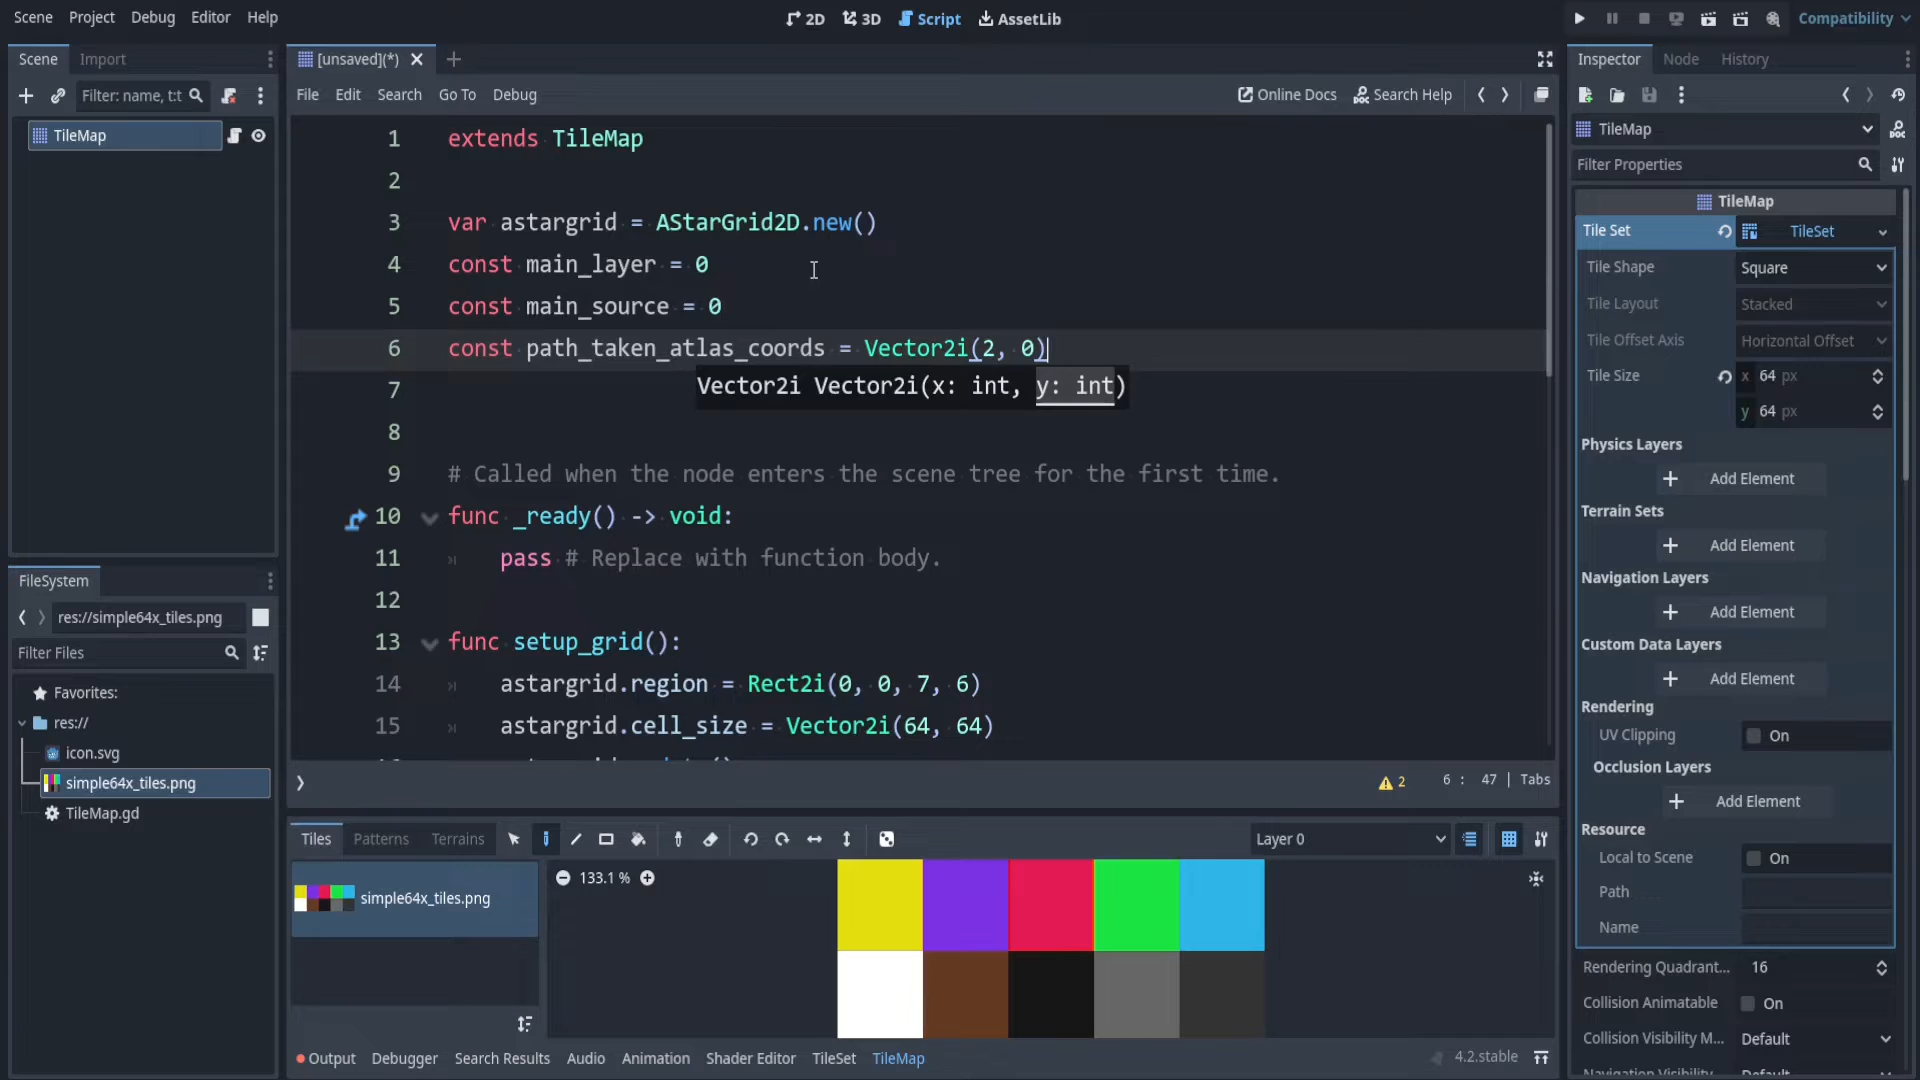 Scene Project Debug Editor Help
2D 3D Script AssetLib
Compatibility
Scene Import
[unsaved](*)
Inspector Node History
Filter: name, t:t
File Edit Search Go To Debug
Online Docs Search Help
TileMap
TileMap
Filter Properties
1 extends TileMap
2
3 var astargrid = AStarGrid2D.new()
4 const main_layer = 0
5 const main_source = 0
6 const path_taken_atlas_coords = Vector2i(2, 0)
Vector2i Vector2i(x: int, y: int)
7
8
9 # Called when the node enters the scene tree for the first time.
10 func _ready() -> void:
11 pass # Replace with function body.
12
13 func setup_grid():
14 astargrid.region = Rect2i(0, 0, 7, 6)
15 astargrid.cell_size = Vector2i(64, 64)
2 6 : 47 | Tabs
TileMap
Tile Set TileSet
Tile Shape Square
Tile Layout Stacked
Tile Offset Axis Horizontal Offset
Tile Size x 64 px
y 64 px
Physics Layers
Add Element
Terrain Sets
Add Element
Navigation Layers
Add Element
Custom Data Layers
Add Element
Rendering
UV Clipping On
Occlusion Layers
Add Element
Resource
Local to Scene On
Path
Name
Rendering Quadrant... 16
Collision Animatable On
Collision Visibility M... Default
FileSystem
res://simple64x_tiles.png
Filter Files
Favorites:
res://
icon.svg
simple64x_tiles.png
TileMap.gd
Tiles Patterns Terrains
Layer 0
simple64x_tiles.png
133.1 %
Output Debugger Search Results Audio Animation Shader Editor TileSet TileMap
4.2.stable